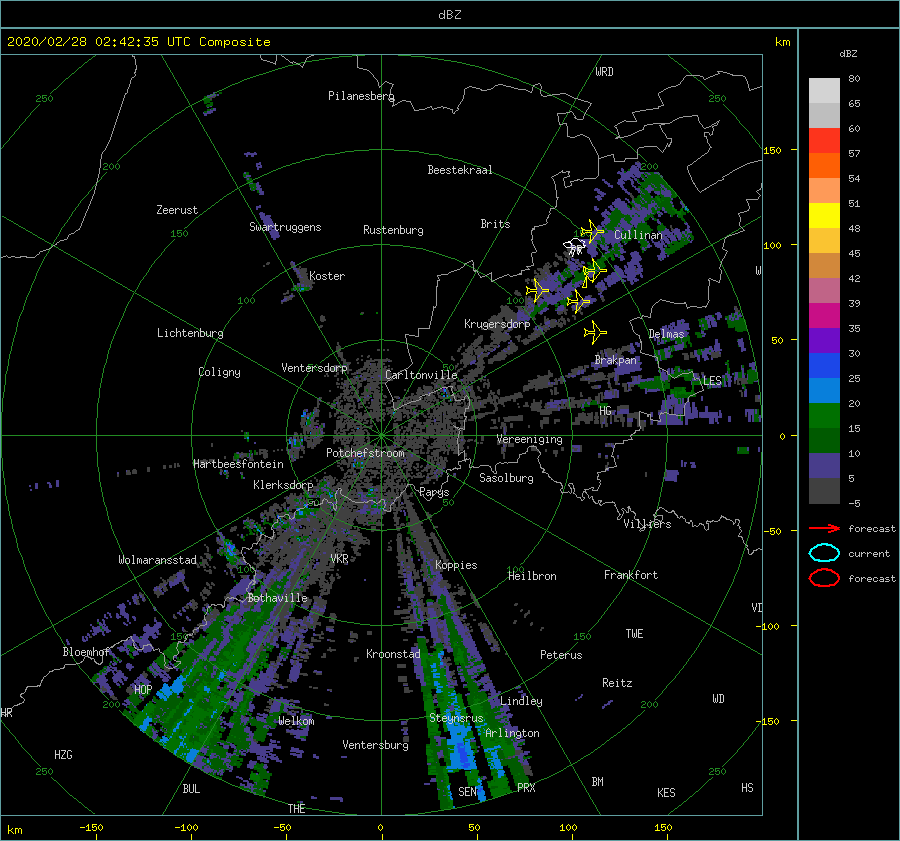 dBZ
2020/02/28 02:42:35 UTC Composite
km
dBZ
WRD
250
Pilanesberg
250
80
65
60
57
54
51
48
45
42
39
35
30
25
20
15
10
5
-5
150
200
Beestekraal
200
Zeerust
150
Swartruggens
Rustenburg
Brits
Cullinan
100
Koster
W
100
100
Krugersdorp
Lichtenburg
Delmas
50
Brakpan
Coligny
Ventersdorp
50
Carltonville
LES
HG
0
Vereeniging
Potchefstroom
Hartbeesfontein
Sasolburg
Klerksdorp
Parys
50
50
Villiers
-50
forecast
current
forecast
Wolmaransstad
VKR
Koppies
100
100
Heilbron
Frankfort
Bothaville
VD
-100
150
150
TWE
Bloemhof
Kroonstad
Peterus
HOP
Reitz
200
Lindley
200
WD
HR
Steynsrus
Welkom
-150
Arlington
HZG
Ventersburg
250
250
BUL
SEN
PRX
BM
KES
HS
THE
km
-150
-100
-50
0
50
100
150